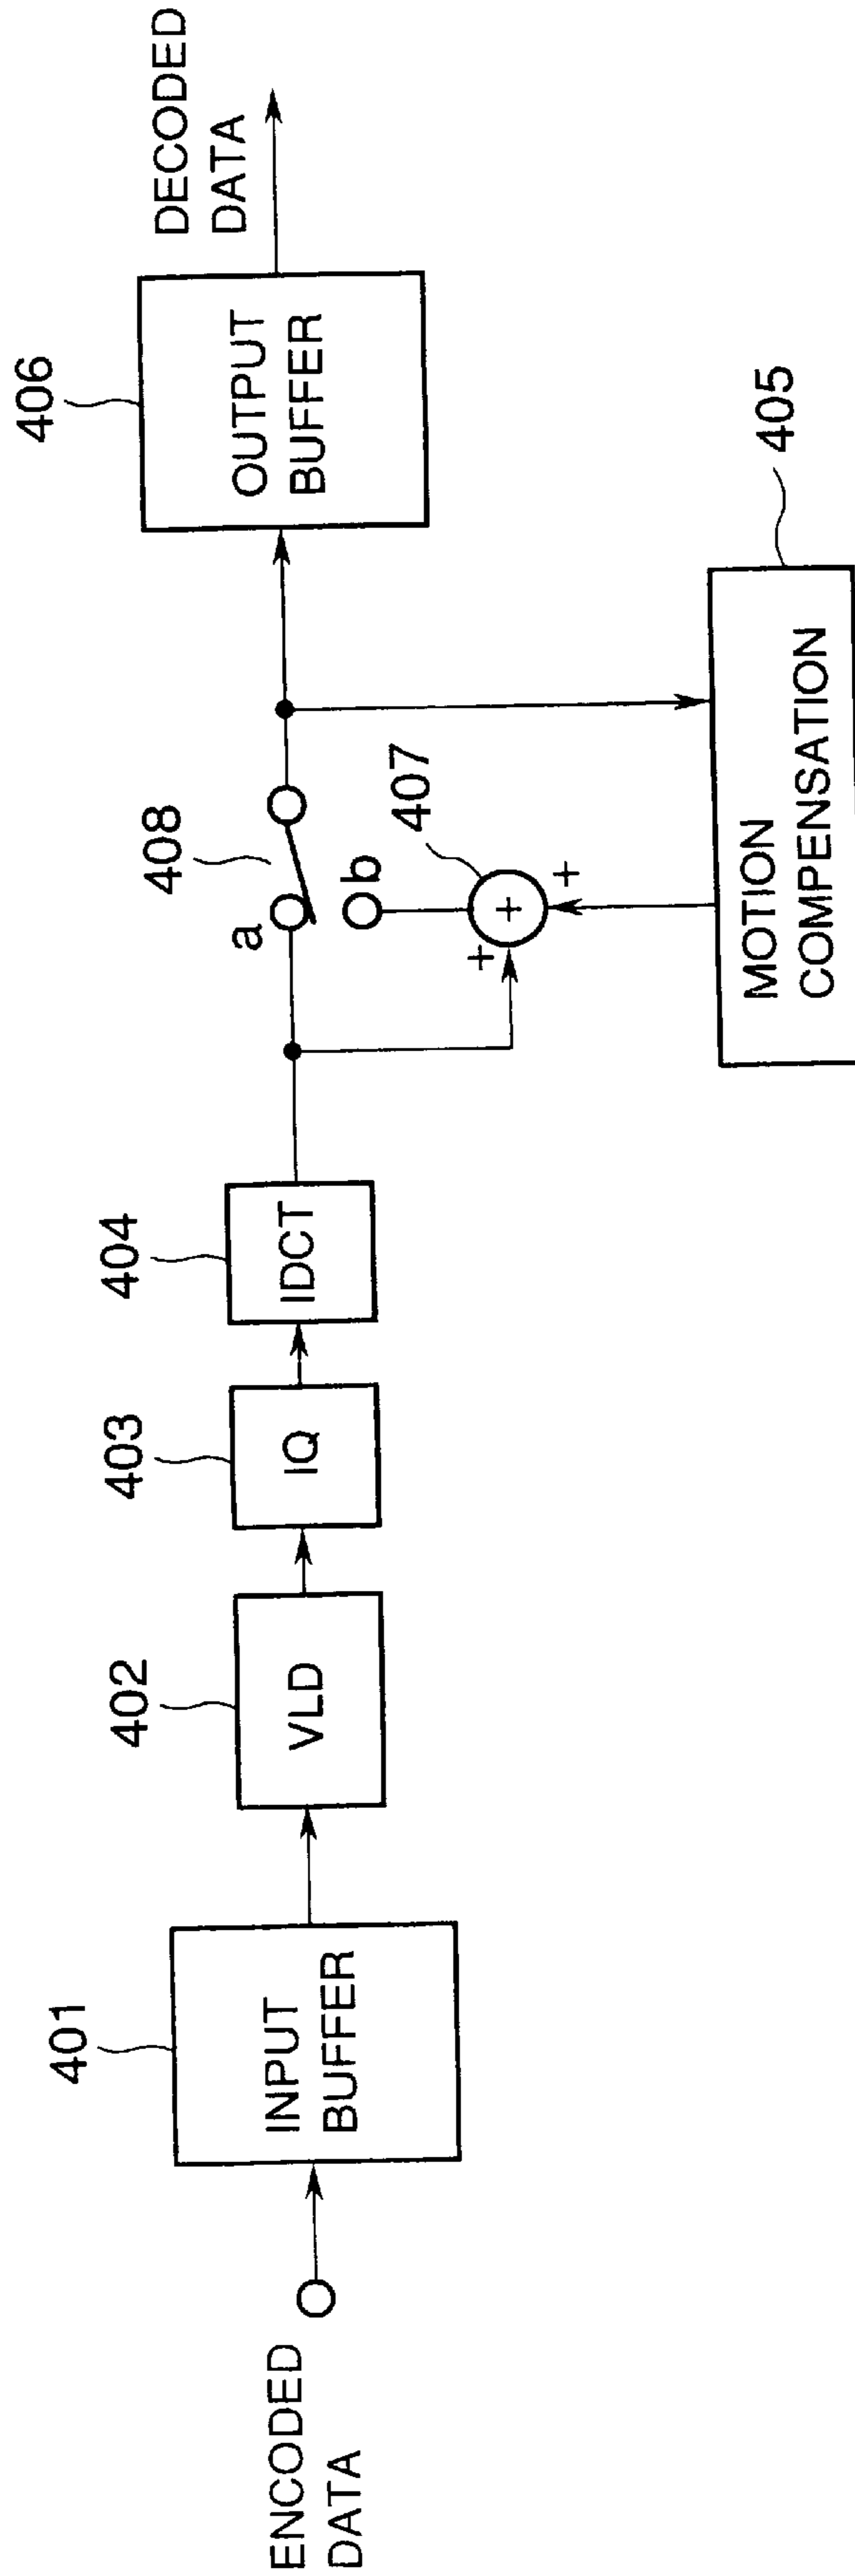 ENCODED
DATA
401
INPUT
BUFFER
402
VLD
403
IQ
404
IDCT
408
a
b
407
+
+
+
406
OUTPUT
BUFFER
DECODED
DATA
MOTION
COMPENSATION
405